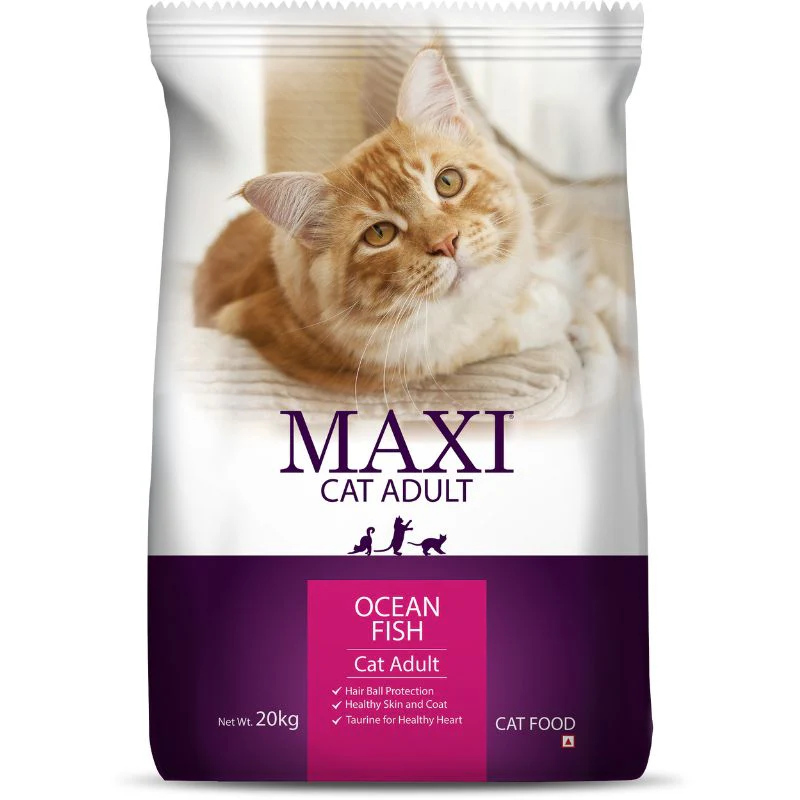 MAXI®
CAT ADULT
OCEAN
FISH
Cat Adult
Hair Ball Protection
Healthy Skin and Coat
Taurine for Healthy Heart
Net Wt. 20kg
CAT FOOD